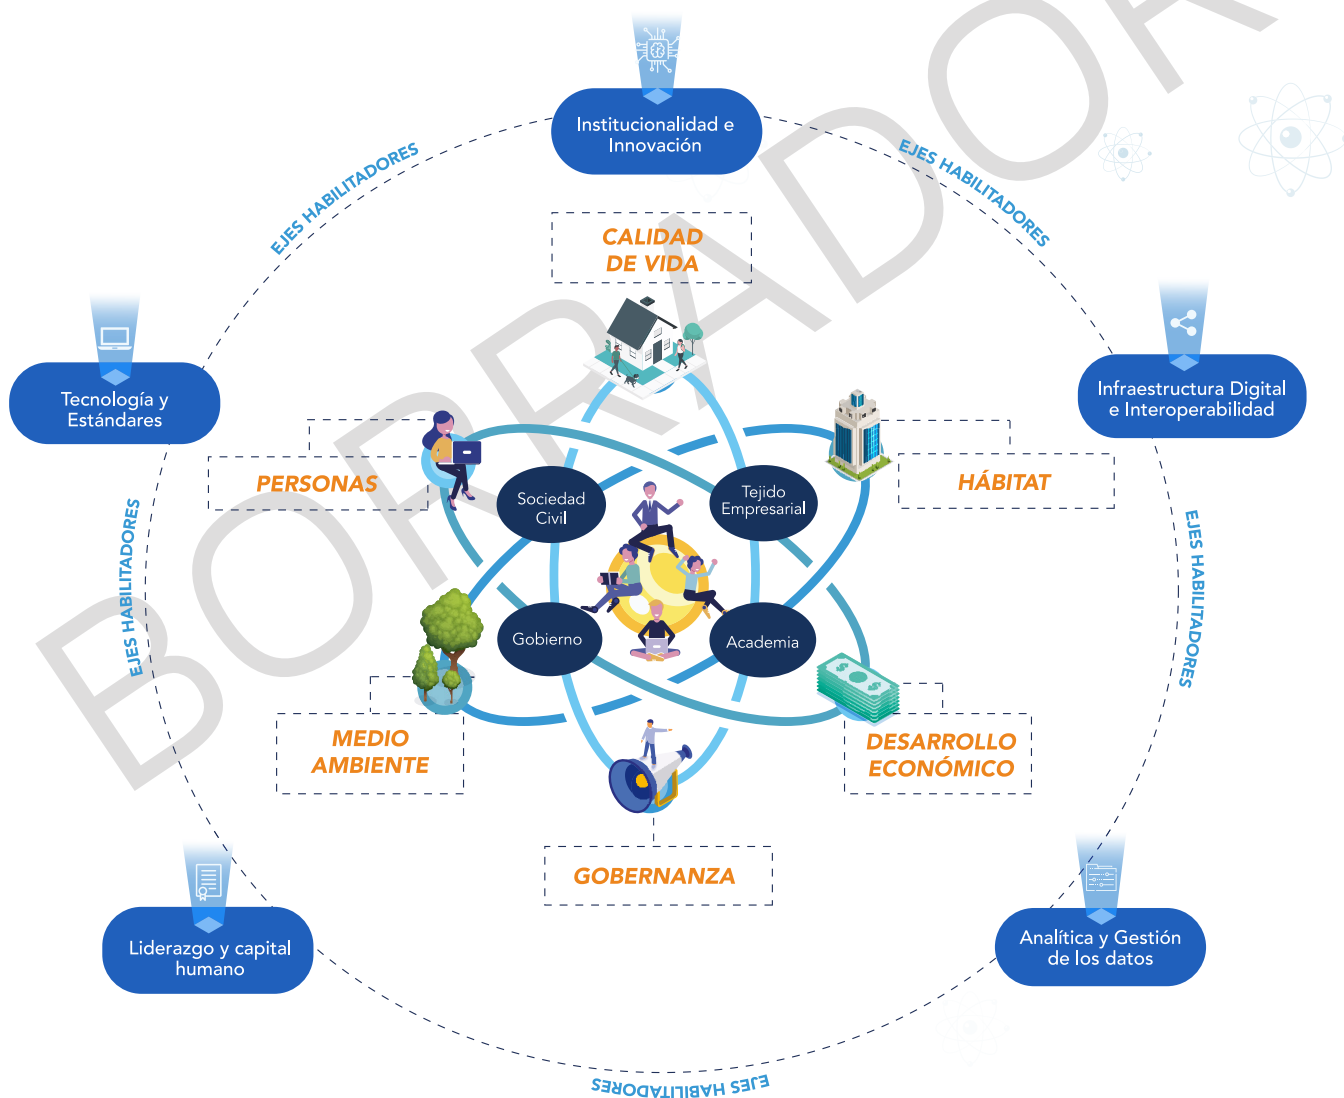 BORRADOR
Institucionalidad e
Innovación
EJES HABILITADORES
EJES HABILITADORES
CALIDAD
DE VIDA
Tecnología y
Estándares
Infraestructura Digital
e Interoperabilidad
PERSONAS
HÁBITAT
Sociedad
Civil
Tejido
Empresarial
EJES HABILITADORES
EJES HABILITADORES
Gobierno
Academia
MEDIO
AMBIENTE
DESARROLLO
ECONÓMICO
GOBERNANZA
Liderazgo y capital
humano
Analítica y Gestión
de los datos
EJES HABILITADORES